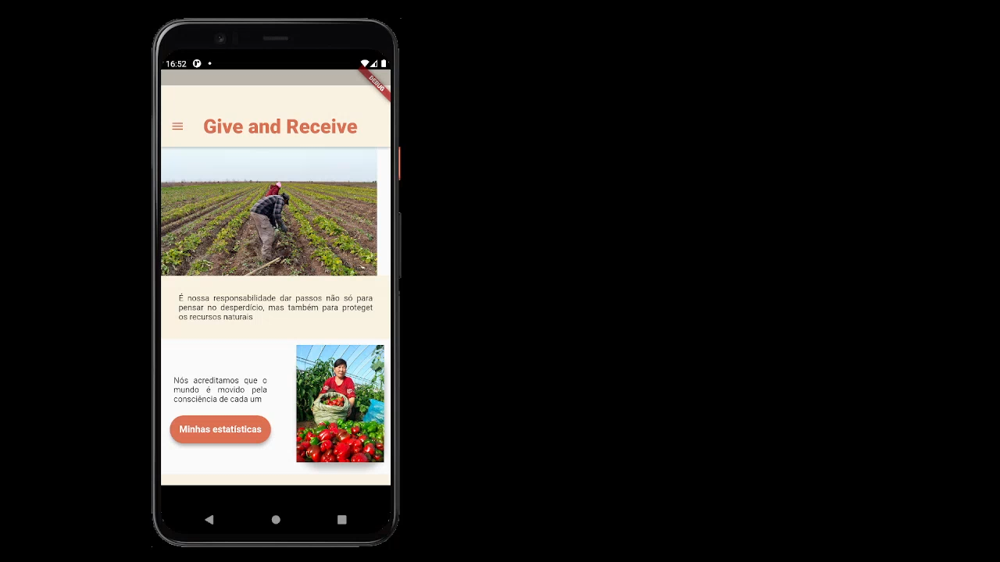 16:52
DEBUG
Give and Receive
É nossa responsabilidade dar passos não só para
pensar no desperdício, mas também para proteget
os recursos naturais
Nós acreditamos que o
mundo é movido pela
consciência de cada um
Minhas estatísticas